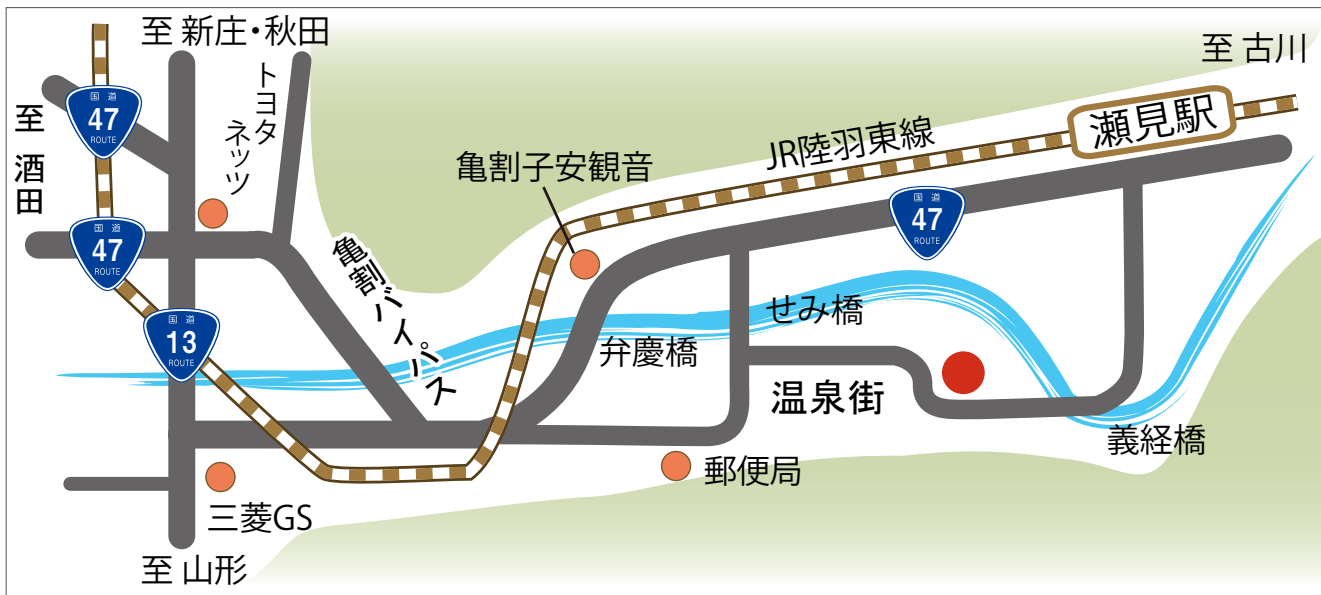 至 新庄・秋田
至 古川
国道
47
ROUTE
至 酒田
トヨタ
ネッツ
瀬見駅
JR陸羽東線
亀割子安観音
国道
47
ROUTE
国道
47
ROUTE
亀割バイパス
国道
13
ROUTE
せみ橋
弁慶橋
温泉街
義経橋
郵便局
三菱GS
至 山形